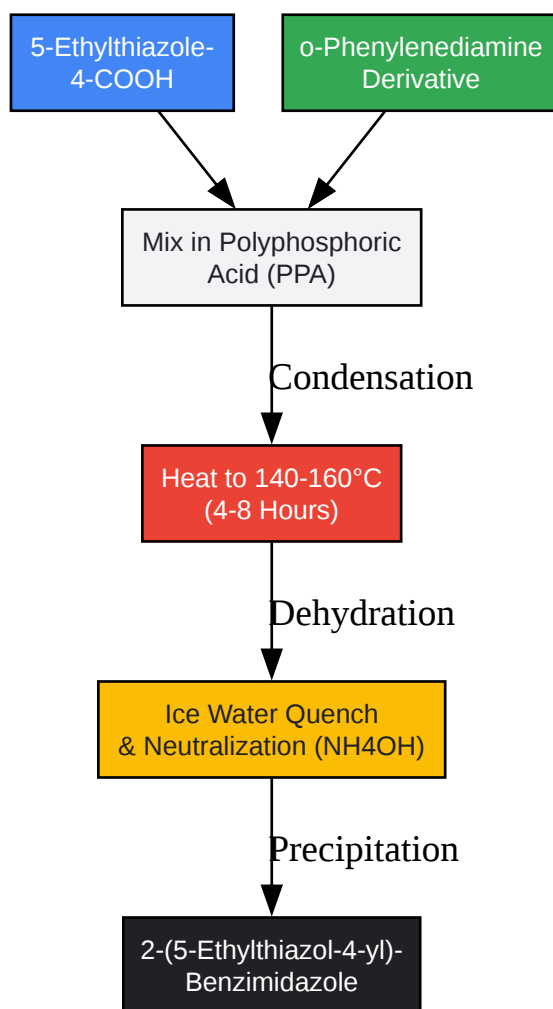 5-Ethylthiazole-
4-COOH
o-Phenylenediamine
Derivative
Mix in Polyphosphoric
Acid (PPA)
Condensation
Heat to 140-160°C
(4-8 Hours)
Dehydration
Ice Water Quench
& Neutralization (NH4OH)
Precipitation
2-(5-Ethylthiazol-4-yl)-
Benzimidazole